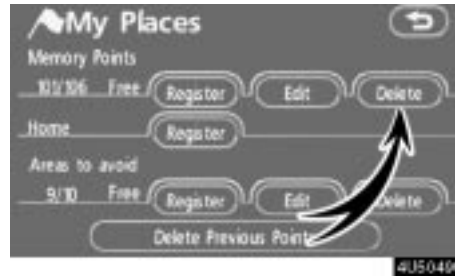 My Places
Memory Points
101/106 Free Register Edit Delete
Home Register
Areas to avoid
9/10 Free Register Edit Delete
Delete Previous Points
4U5049